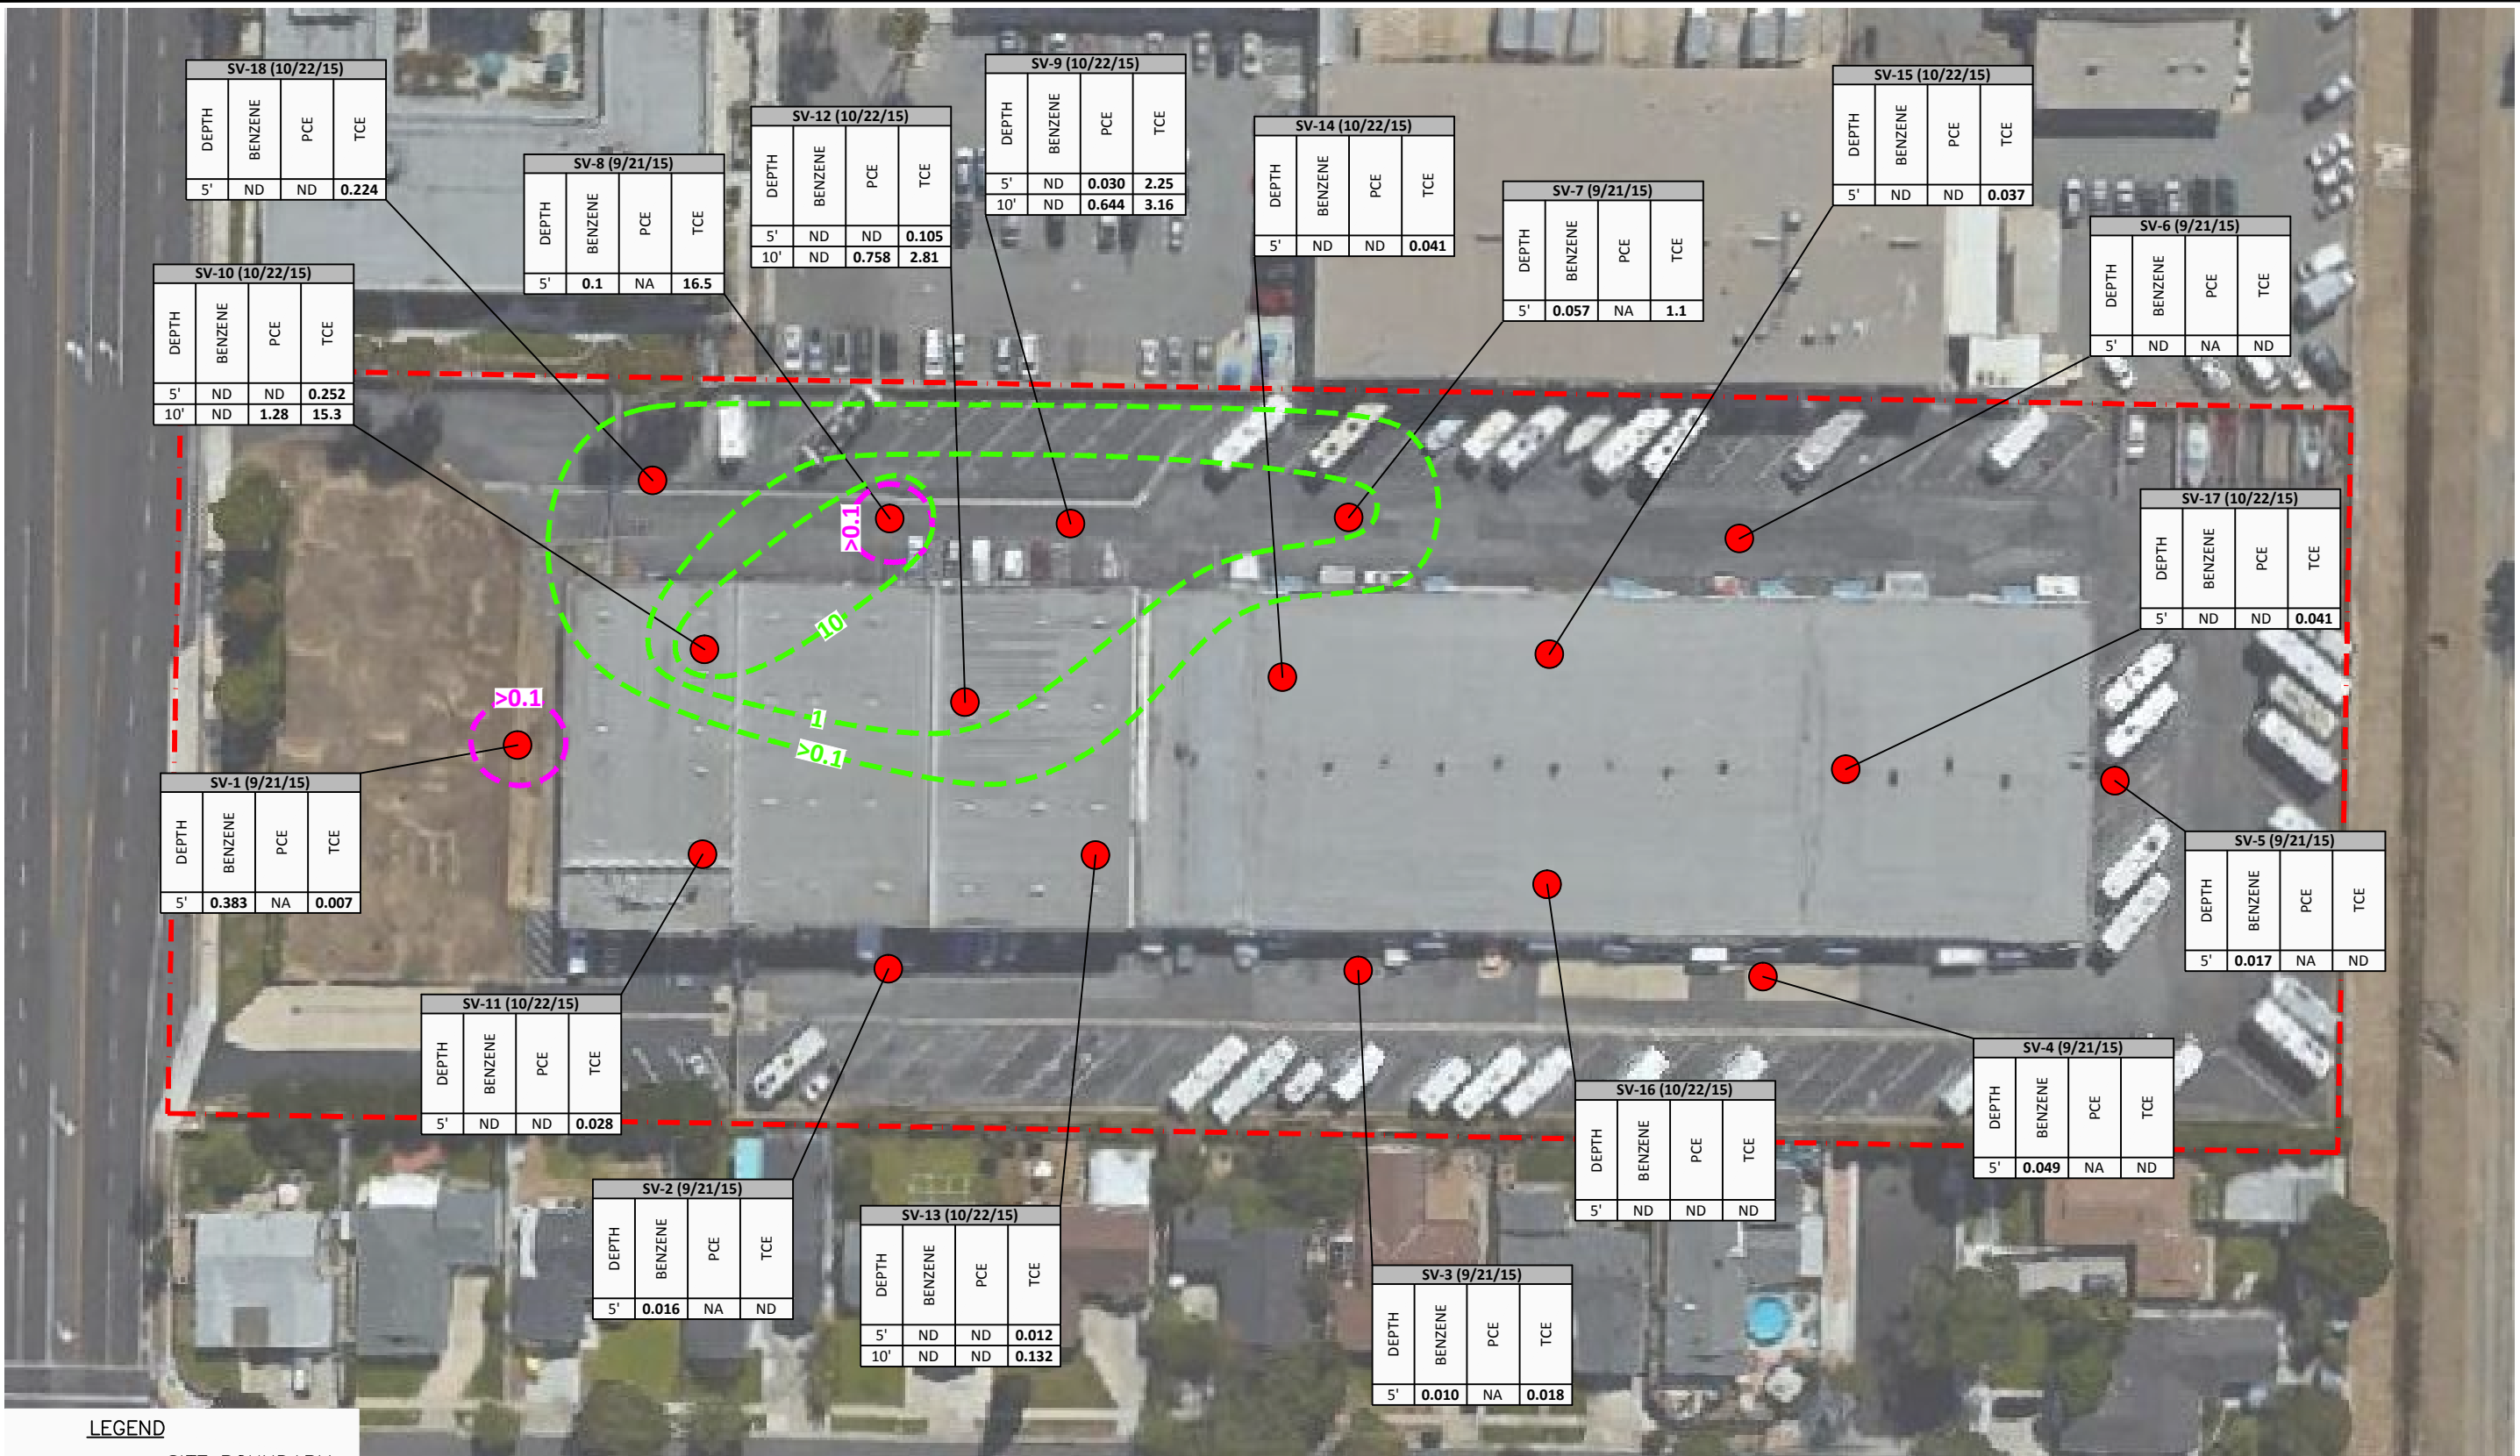 SV-18 (10/22/15)
DEPTH BENZENE PCE TCE
5' ND ND 0.224
SV-8 (9/21/15)
DEPTH BENZENE PCE TCE
5' 0.1 NA 16.5
SV-12 (10/22/15)
DEPTH BENZENE PCE TCE
5' ND ND 0.105
10' ND 0.758 2.81
SV-9 (10/22/15)
DEPTH BENZENE PCE TCE
5' ND 0.030 2.25
10' ND 0.644 3.16
SV-14 (10/22/15)
DEPTH BENZENE PCE TCE
5' ND ND 0.041
SV-7 (9/21/15)
DEPTH BENZENE PCE TCE
5' 0.057 NA 1.1
SV-15 (10/22/15)
DEPTH BENZENE PCE TCE
5' ND ND 0.037
SV-6 (9/21/15)
DEPTH BENZENE PCE TCE
5' ND NA ND
SV-10 (10/22/15)
DEPTH BENZENE PCE TCE
5' ND ND 0.252
10' ND 1.28 15.3
SV-17 (10/22/15)
DEPTH BENZENE PCE TCE
5' ND ND 0.041
>0.1
10
>0.1
1
>0.1
SV-1 (9/21/15)
DEPTH BENZENE PCE TCE
5' 0.383 NA 0.007
SV-5 (9/21/15)
DEPTH BENZENE PCE TCE
5' 0.017 NA ND
SV-11 (10/22/15)
DEPTH BENZENE PCE TCE
5' ND ND 0.028
SV-4 (9/21/15)
DEPTH BENZENE PCE TCE
5' 0.049 NA ND
SV-16 (10/22/15)
DEPTH BENZENE PCE TCE
5' ND ND ND
SV-2 (9/21/15)
DEPTH BENZENE PCE TCE
5' 0.016 NA ND
SV-13 (10/22/15)
DEPTH BENZENE PCE TCE
5' ND ND 0.012
10' ND ND 0.132
SV-3 (9/21/15)
DEPTH BENZENE PCE TCE
5' 0.010 NA 0.018
LEGEND